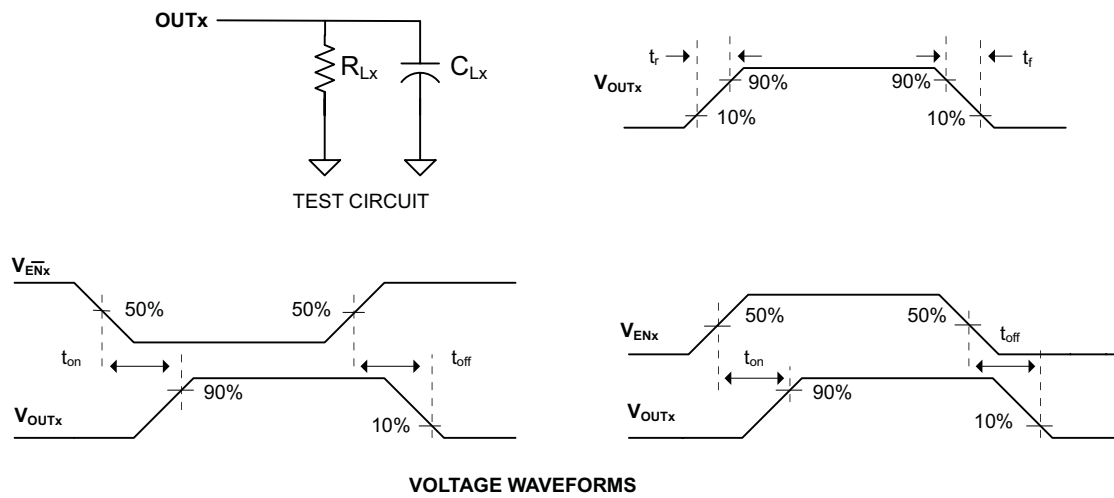 OUTx
RLx
CLx
TEST CIRCUIT
tr
tf
VOUTx
90%
90%
10%
10%
VE̅N̅x
50%
50%
ton
toff
90%
VOUTx
10%
50%
50%
VENx
toff
ton
90%
VOUTx
10%
VOLTAGE WAVEFORMS